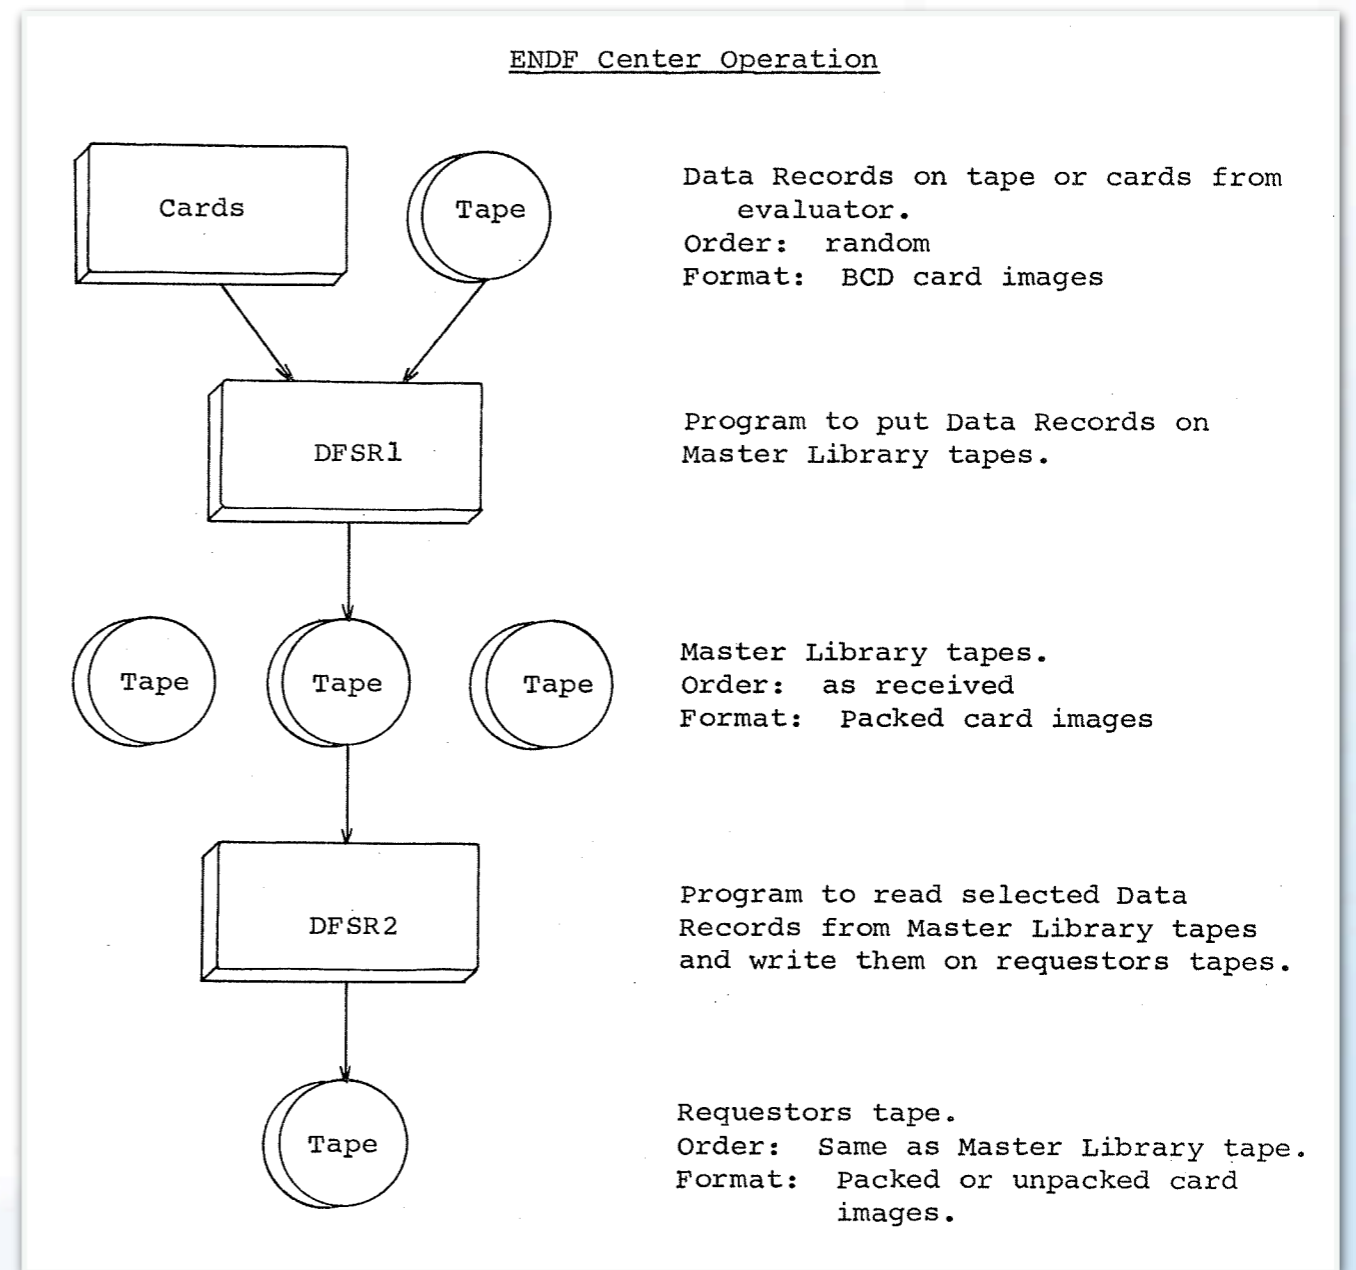 ENDF Center Operation
Cards
Tape
Data Records on tape or cards from
evaluator.
Order: random
Format: BCD card images
DFSR1
Program to put Data Records on
Master Library tapes.
Tape
Tape
Tape
Master Library tapes.
Order: as received
Format: Packed card images
DFSR2
Program to read selected Data
Records from Master Library tapes
and write them on requestors tapes.
Tape
Requestors tape.
Order: Same as Master Library tape.
Format: Packed or unpacked card
images.